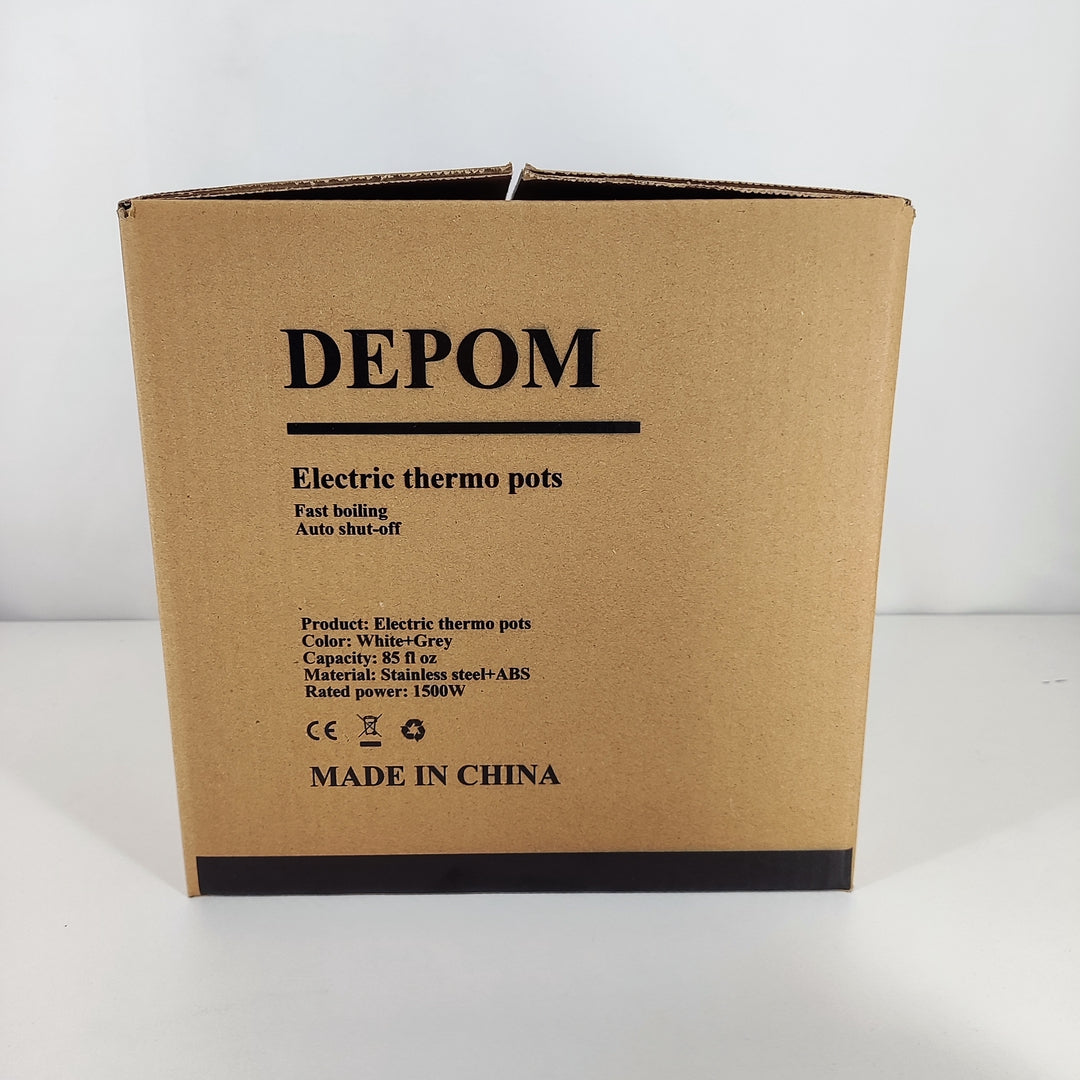 DEPOM
Electric thermo pots
Fast boiling
Auto shut-off
Product: Electric thermo pots
Color: White+Grey
Capacity: 85 fl oz
Material: Stainless steel+ABS
Rated power: 1500W
CE
MADE IN CHINA